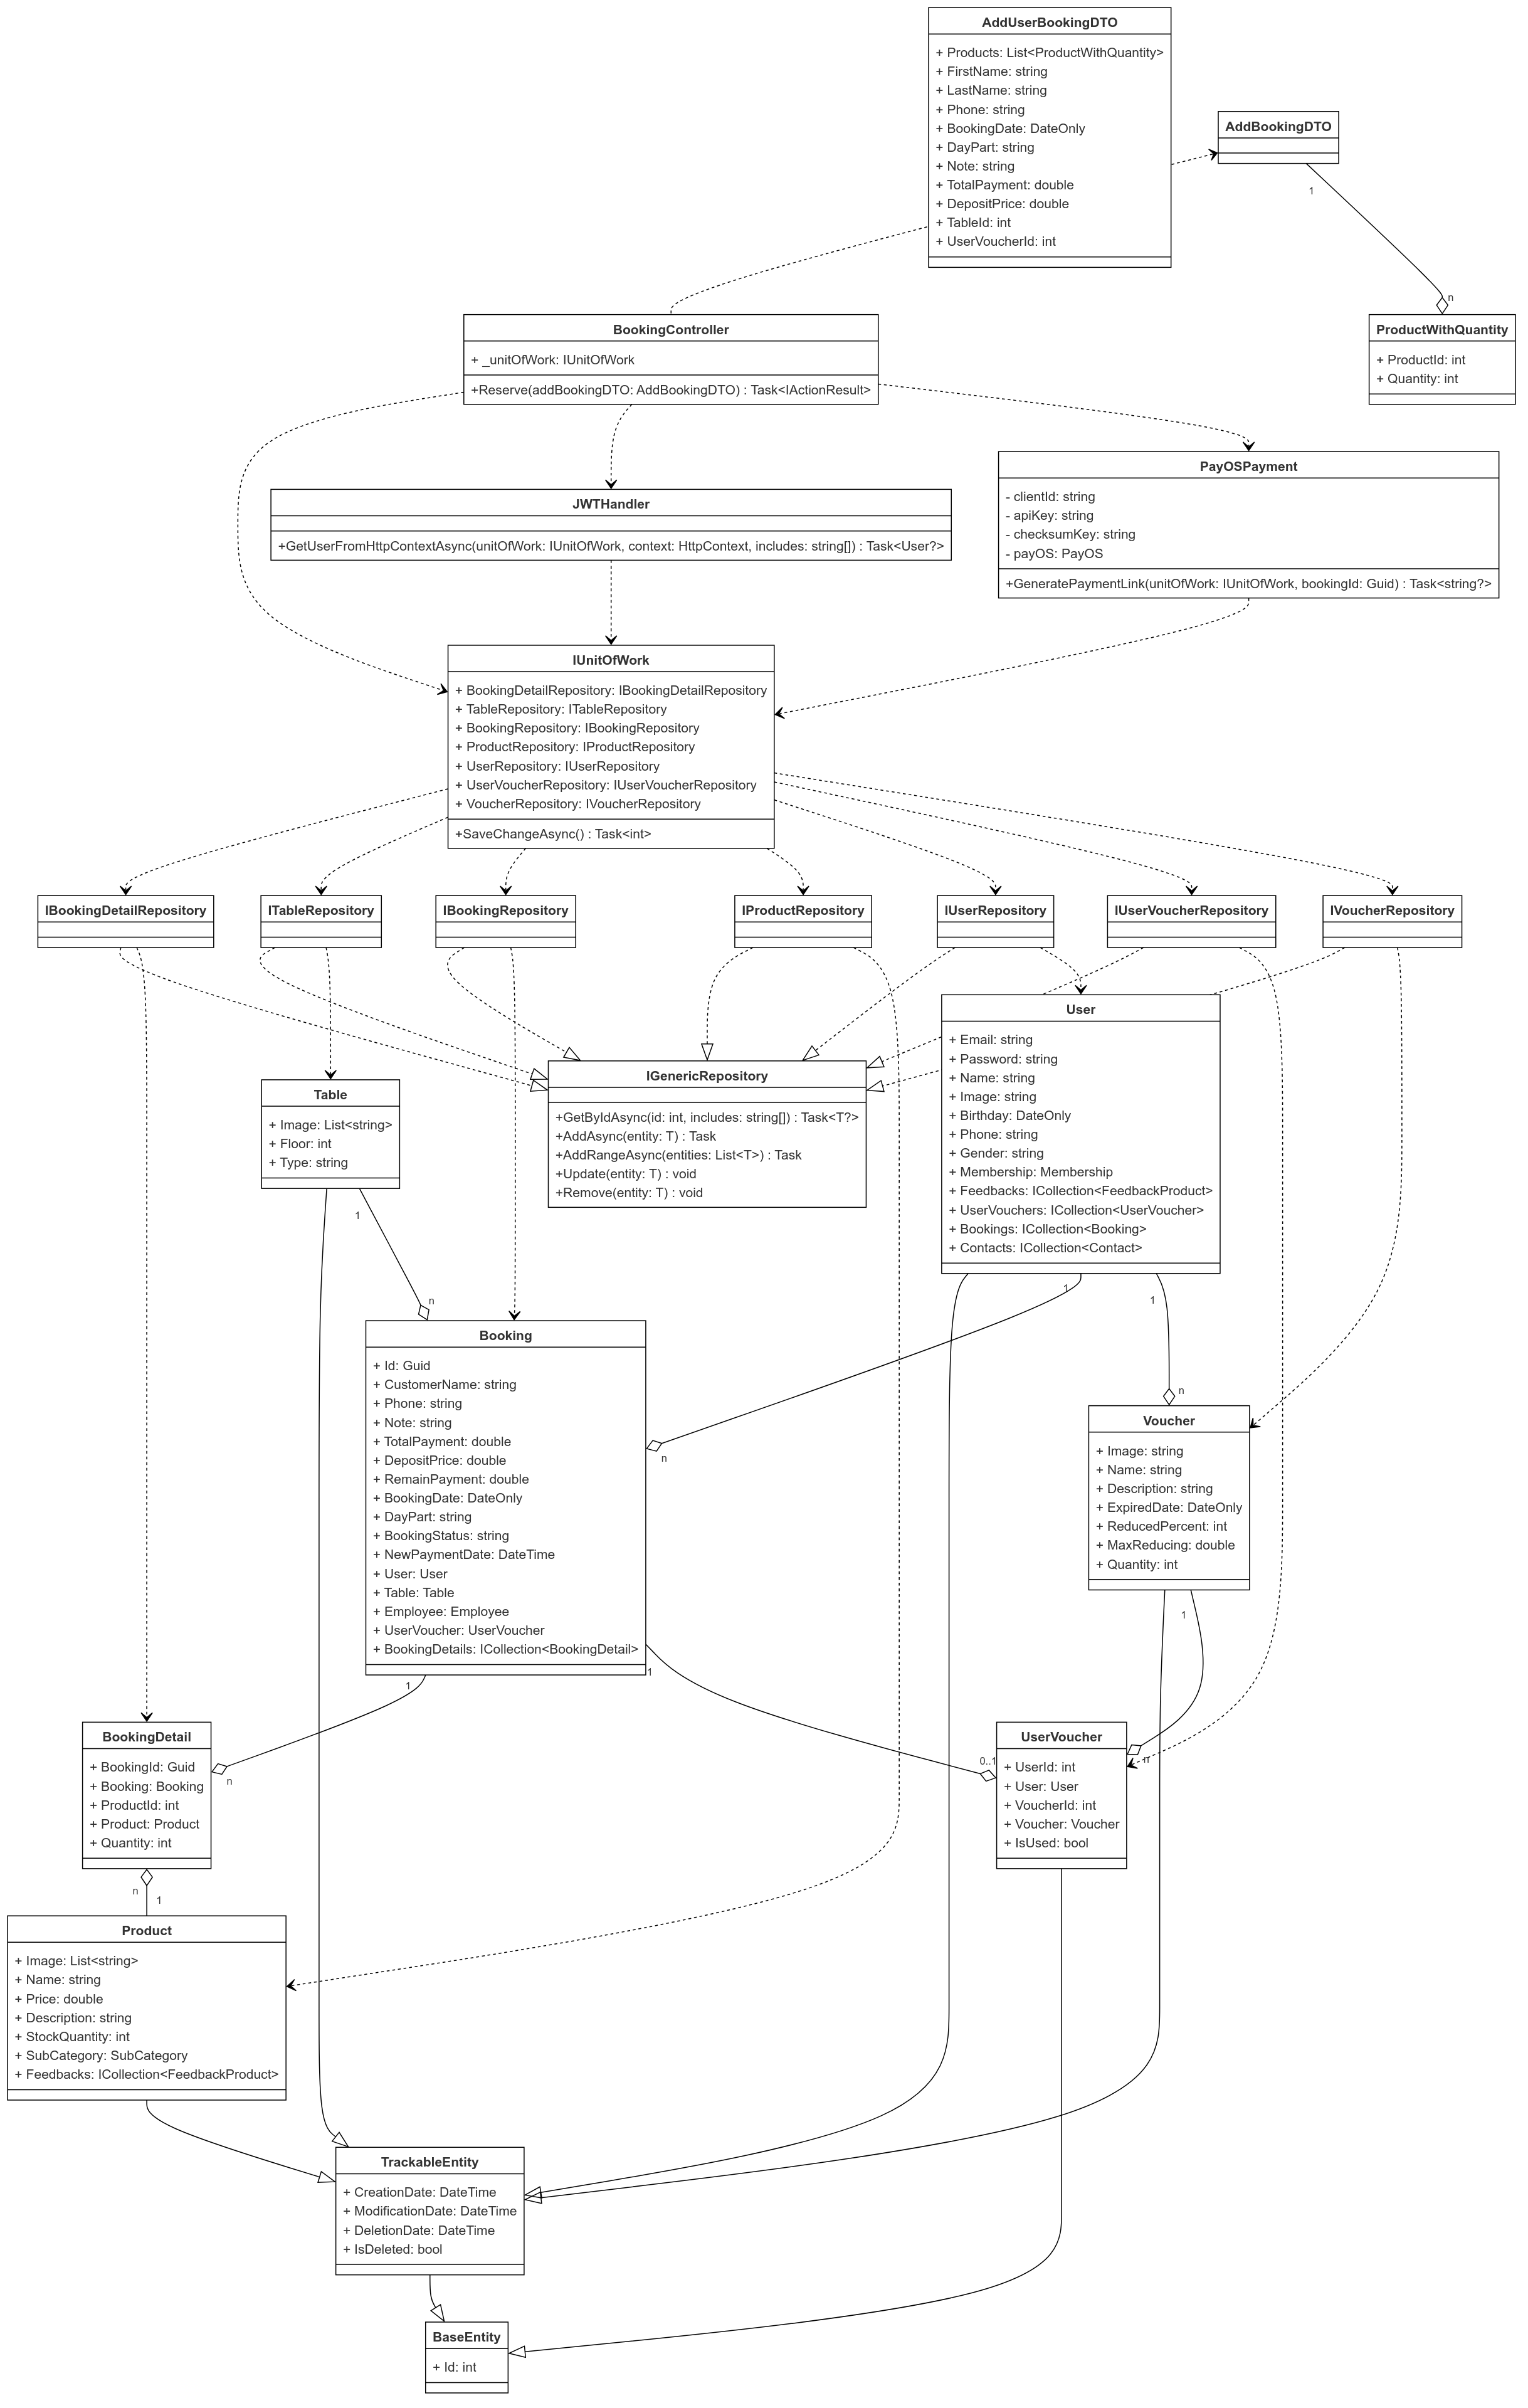 AddUserBookingDTO
+ Products: List<ProductWithQuantity>
+ FirstName: string
+ LastName: string
+ Phone: string
+ BookingDate: DateOnly
+ DayPart: string
+ Note: string
+ TotalPayment: double
+ DepositPrice: double
+ TableId: int
+ UserVoucherId: int
AddBookingDTO
1
n
BookingController
+ _unitOfWork: IUnitOfWork
+Reserve(addBookingDTO: AddBookingDTO) : Task<IActionResult>
ProductWithQuantity
+ ProductId: int
+ Quantity: int
JWTHandler
+GetUserFromHttpContextAsync(unitOfWork: IUnitOfWork, context: HttpContext, includes: string[]) : Task<User?>
PayOSPayment
- clientId: string
- apiKey: string
- checksumKey: string
- payOS: PayOS
+GeneratePaymentLink(unitOfWork: IUnitOfWork, bookingId: Guid) : Task<string?>
IUnitOfWork
+ BookingDetailRepository: IBookingDetailRepository
+ TableRepository: ITableRepository
+ BookingRepository: IBookingRepository
+ ProductRepository: IProductRepository
+ UserRepository: IUserRepository
+ UserVoucherRepository: IUserVoucherRepository
+ VoucherRepository: IVoucherRepository
+SaveChangeAsync() : Task<int>
IBookingDetailRepository
ITableRepository
IBookingRepository
IProductRepository
IUserRepository
IUserVoucherRepository
IVoucherRepository
User
+ Email: string
+ Password: string
+ Name: string
+ Image: string
+ Birthday: DateOnly
+ Phone: string
+ Gender: string
+ Membership: Membership
+ Feedbacks: ICollection<FeedbackProduct>
+ UserVouchers: ICollection<UserVoucher>
+ Bookings: ICollection<Booking>
+ Contacts: ICollection<Contact>
IGenericRepository
+GetByIdAsync(id: int, includes: string[]) : Task<T?>
+AddAsync(entity: T) : Task
+AddRangeAsync(entities: List<T>) : Task
+Update(entity: T) : void
+Remove(entity: T) : void
Table
+ Image: List<string>
+ Floor: int
+ Type: string
1
n
1
1
n
n
Booking
+ Id: Guid
+ CustomerName: string
+ Phone: string
+ Note: string
+ TotalPayment: double
+ DepositPrice: double
+ RemainPayment: double
+ BookingDate: DateOnly
+ DayPart: string
+ BookingStatus: string
+ NewPaymentDate: DateTime
+ User: User
+ Table: Table
+ Employee: Employee
+ UserVoucher: UserVoucher
+ BookingDetails: ICollection<BookingDetail>
Voucher
+ Image: string
+ Name: string
+ Description: string
+ ExpiredDate: DateOnly
+ ReducedPercent: int
+ MaxReducing: double
+ Quantity: int
1
1
1
n
0..1
n
BookingDetail
+ BookingId: Guid
+ Booking: Booking
+ ProductId: int
+ Product: Product
+ Quantity: int
UserVoucher
+ UserId: int
+ User: User
+ VoucherId: int
+ Voucher: Voucher
+ IsUsed: bool
n
1
Product
+ Image: List<string>
+ Name: string
+ Price: double
+ Description: string
+ StockQuantity: int
+ SubCategory: SubCategory
+ Feedbacks: ICollection<FeedbackProduct>
TrackableEntity
+ CreationDate: DateTime
+ ModificationDate: DateTime
+ DeletionDate: DateTime
+ IsDeleted: bool
BaseEntity
+ Id: int